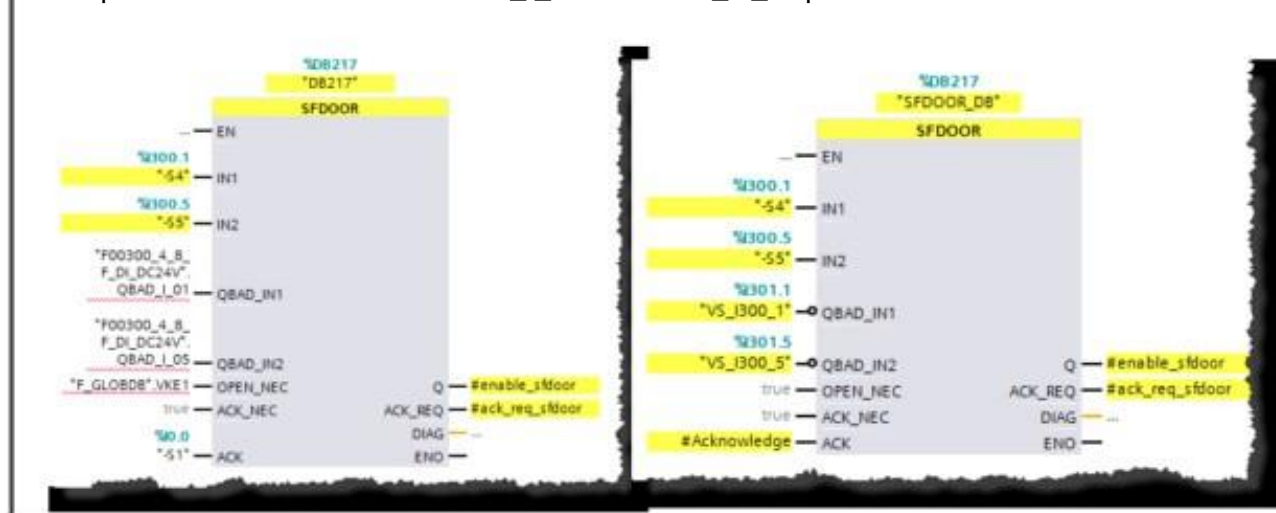 %DB217
"DB217"
SFDOOR
... EN
%I300.1
"-S4" IN1
%I300.5
"-S5" IN2
"F00300_4_8_
F_DI_DC24V".
QBAD_I_01 QBAD_IN1
"F00300_4_8_
F_DI_DC24V".
QBAD_I_05 QBAD_IN2
"F_GLOBDB".VKE1 OPEN_NEC Q #enable_sfdoor
true ACK_NEC ACK_REQ #ack_req_sfdoor
DIAG ...
%I0.0
"-S1" ACK ENO
%DB217
"SFDOOR_DB"
SFDOOR
... EN
%I300.1
"-S4" IN1
%I300.5
"-S5" IN2
%I301.1
"VS_I300_1" QBAD_IN1
%I301.5
"VS_I300_5" QBAD_IN2 Q #enable_sfdoor
true OPEN_NEC ACK_REQ #ack_req_sfdoor
true ACK_NEC DIAG ...
#Acknowledge ACK ENO